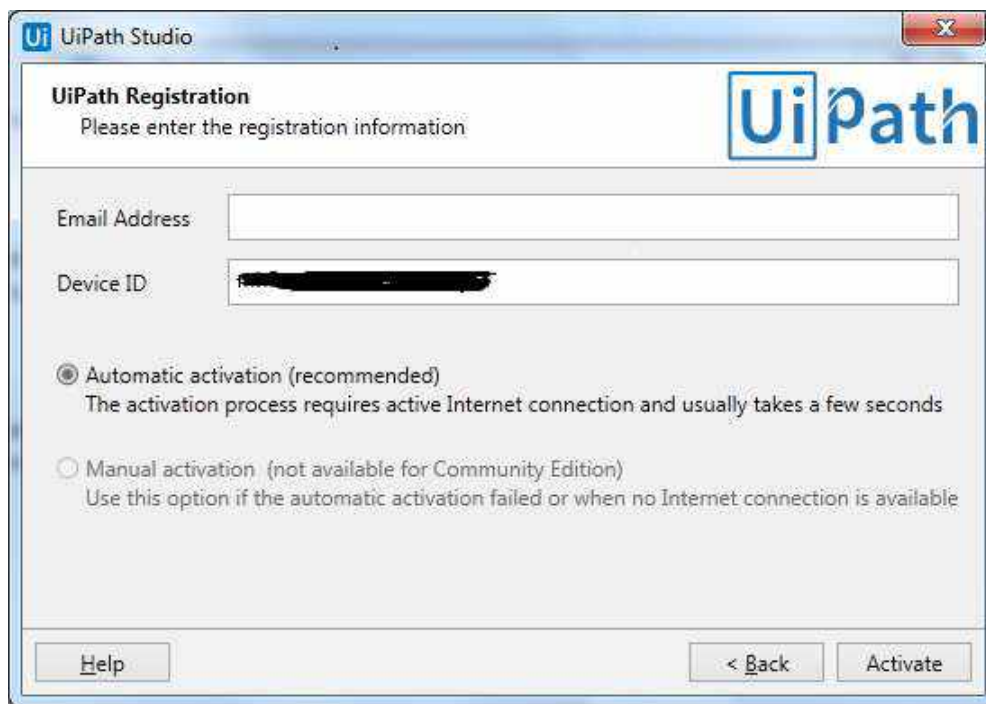 Ui UiPath Studio
UiPath Registration
Please enter the registration information
UiPath
Email Address
Device ID
Automatic activation (recommended)
The activation process requires active Internet connection and usually takes a few seconds
Manual activation (not available for Community Edition)
Use this option if the automatic activation failed or when no Internet connection is available
Help
< Back
Activate